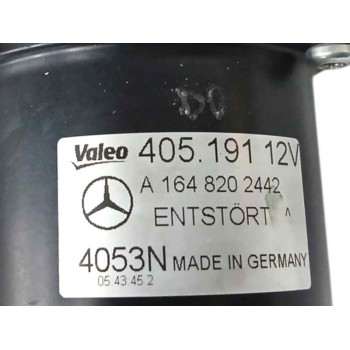 Valeo 405.191 12V
A 164 820 2442
ENTSTÖRT ^
4053N MADE IN GERMANY
05 43 45 2